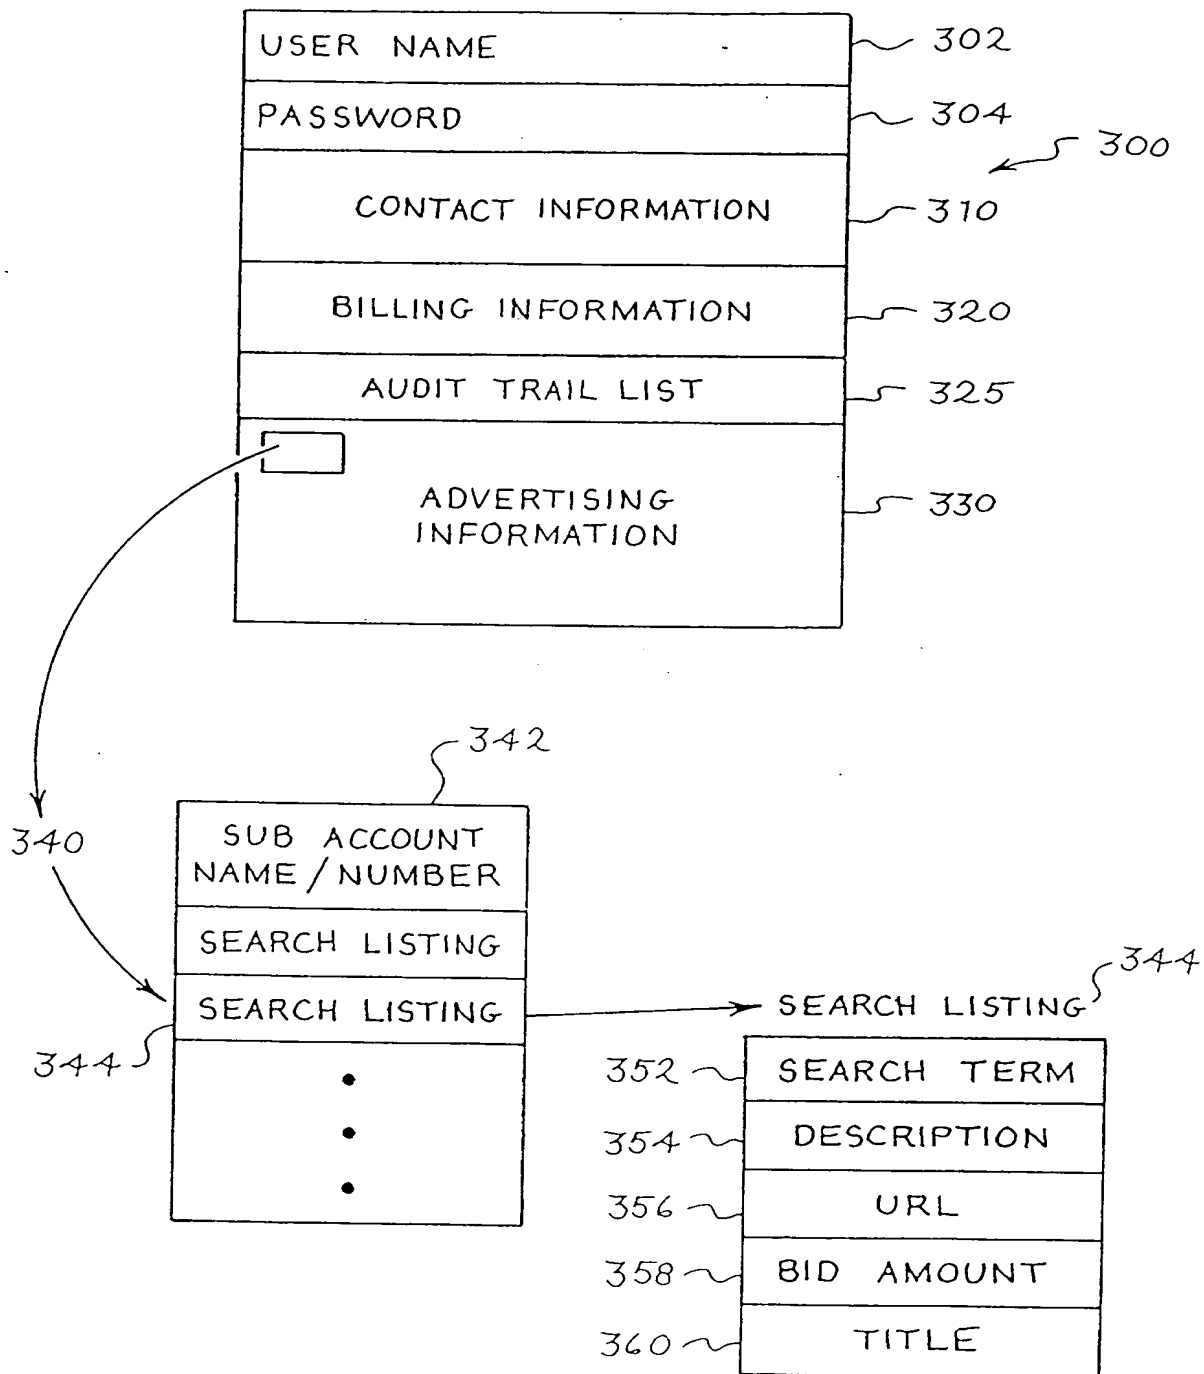 USER NAME
302
PASSWORD
304
300
CONTACT INFORMATION
310
BILLING INFORMATION
320
AUDIT TRAIL LIST
325
ADVERTISING
INFORMATION
330
342
340
SUB ACCOUNT
NAME/NUMBER
SEARCH LISTING
SEARCH LISTING
344
SEARCH LISTING
344
352
SEARCH TERM
354
DESCRIPTION
356
URL
358
BID AMOUNT
360
TITLE